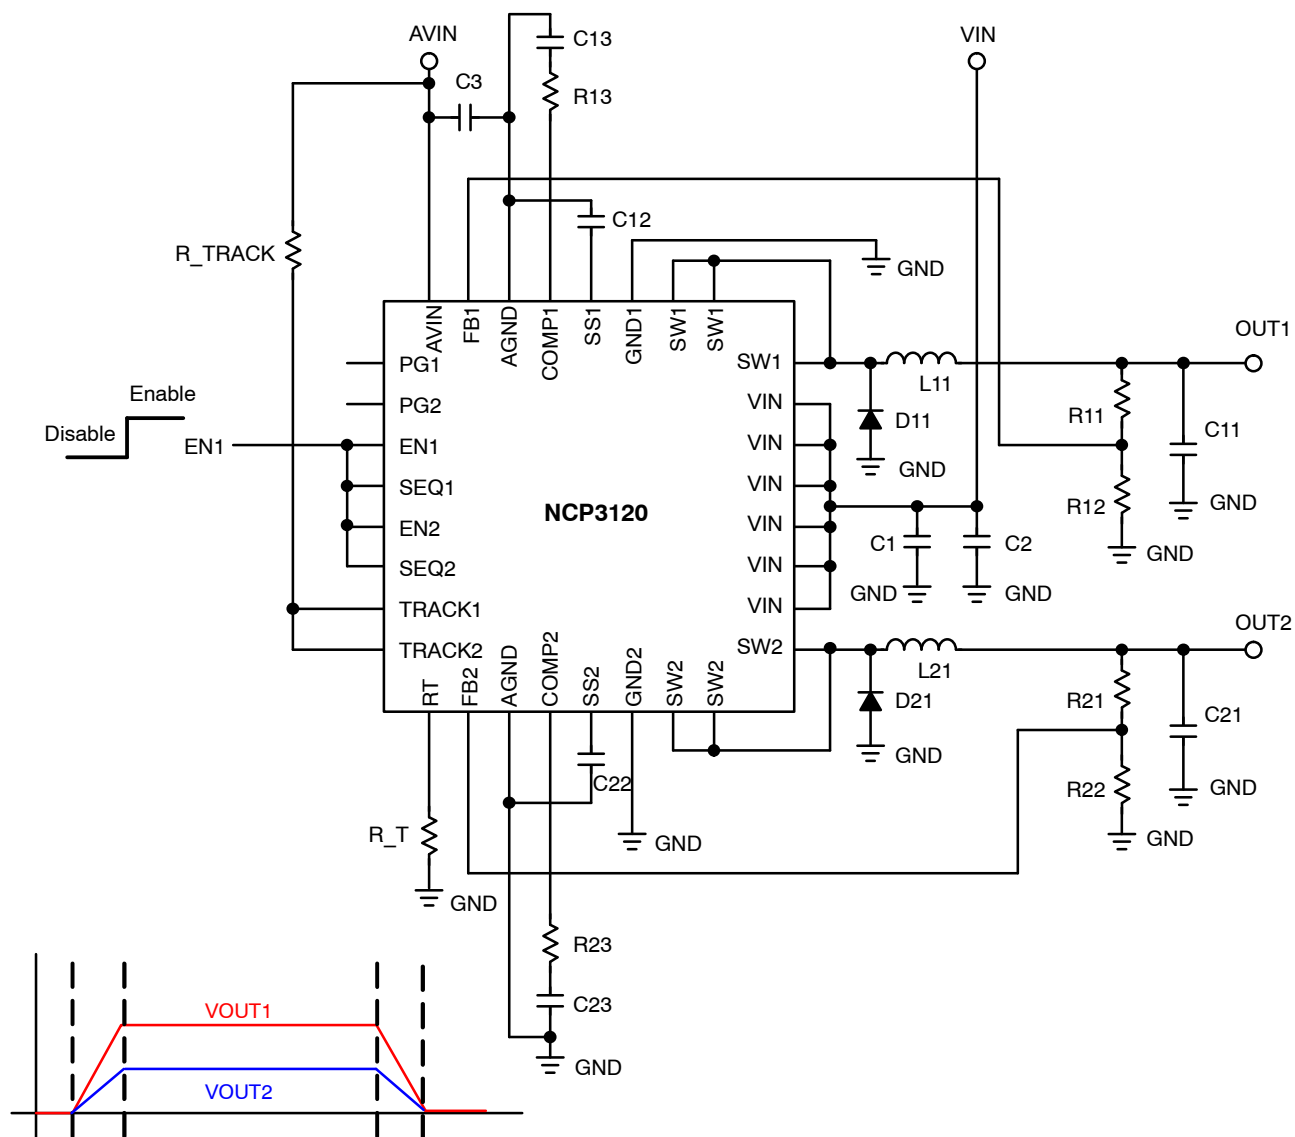 AVIN
C13
VIN
C3
R13
C12
R_TRACK
GND
AVIN
FB1
AGND
COMP1
SS1
GND1
SW1
SW1
OUT1
PG1
SW1
L11
Enable
PG2
VIN
R11
D11
C11
Disable
EN1
EN1
VIN
GND
SEQ1
VIN
R12
GND
NCP3120
EN2
VIN
C1
C2
GND
SEQ2
VIN
GND
GND
TRACK1
VIN
OUT2
TRACK2
SW2
L21
RT
FB2
AGND
COMP2
SS2
GND2
SW2
SW2
R21
D21
C21
GND
C22
R22
GND
R_T
GND
GND
GND
R23
C23
VOUT1
GND
VOUT2